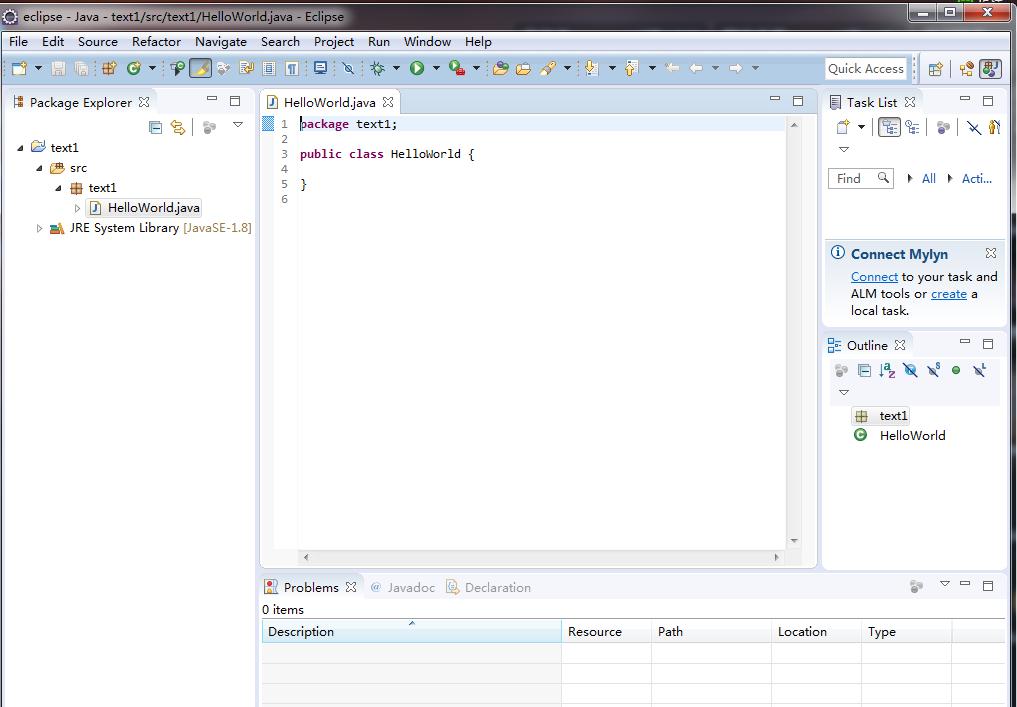 eclipse - Java - text1/src/text1/HelloWorld.java - Eclipse
File Edit Source Refactor Navigate Search Project Run Window Help
Quick Access
Package Explorer
text1
src
text1
HelloWorld.java
JRE System Library [JavaSE-1.8]
HelloWorld.java
1 package text1;
2
3 public class HelloWorld {
4
5 }
6
Task List
Find All Acti...
Connect Mylyn
Connect to your task and
ALM tools or create a
local task.
Outline
text1
HelloWorld
Problems @ Javadoc Declaration
0 items
Description Resource Path Location Type